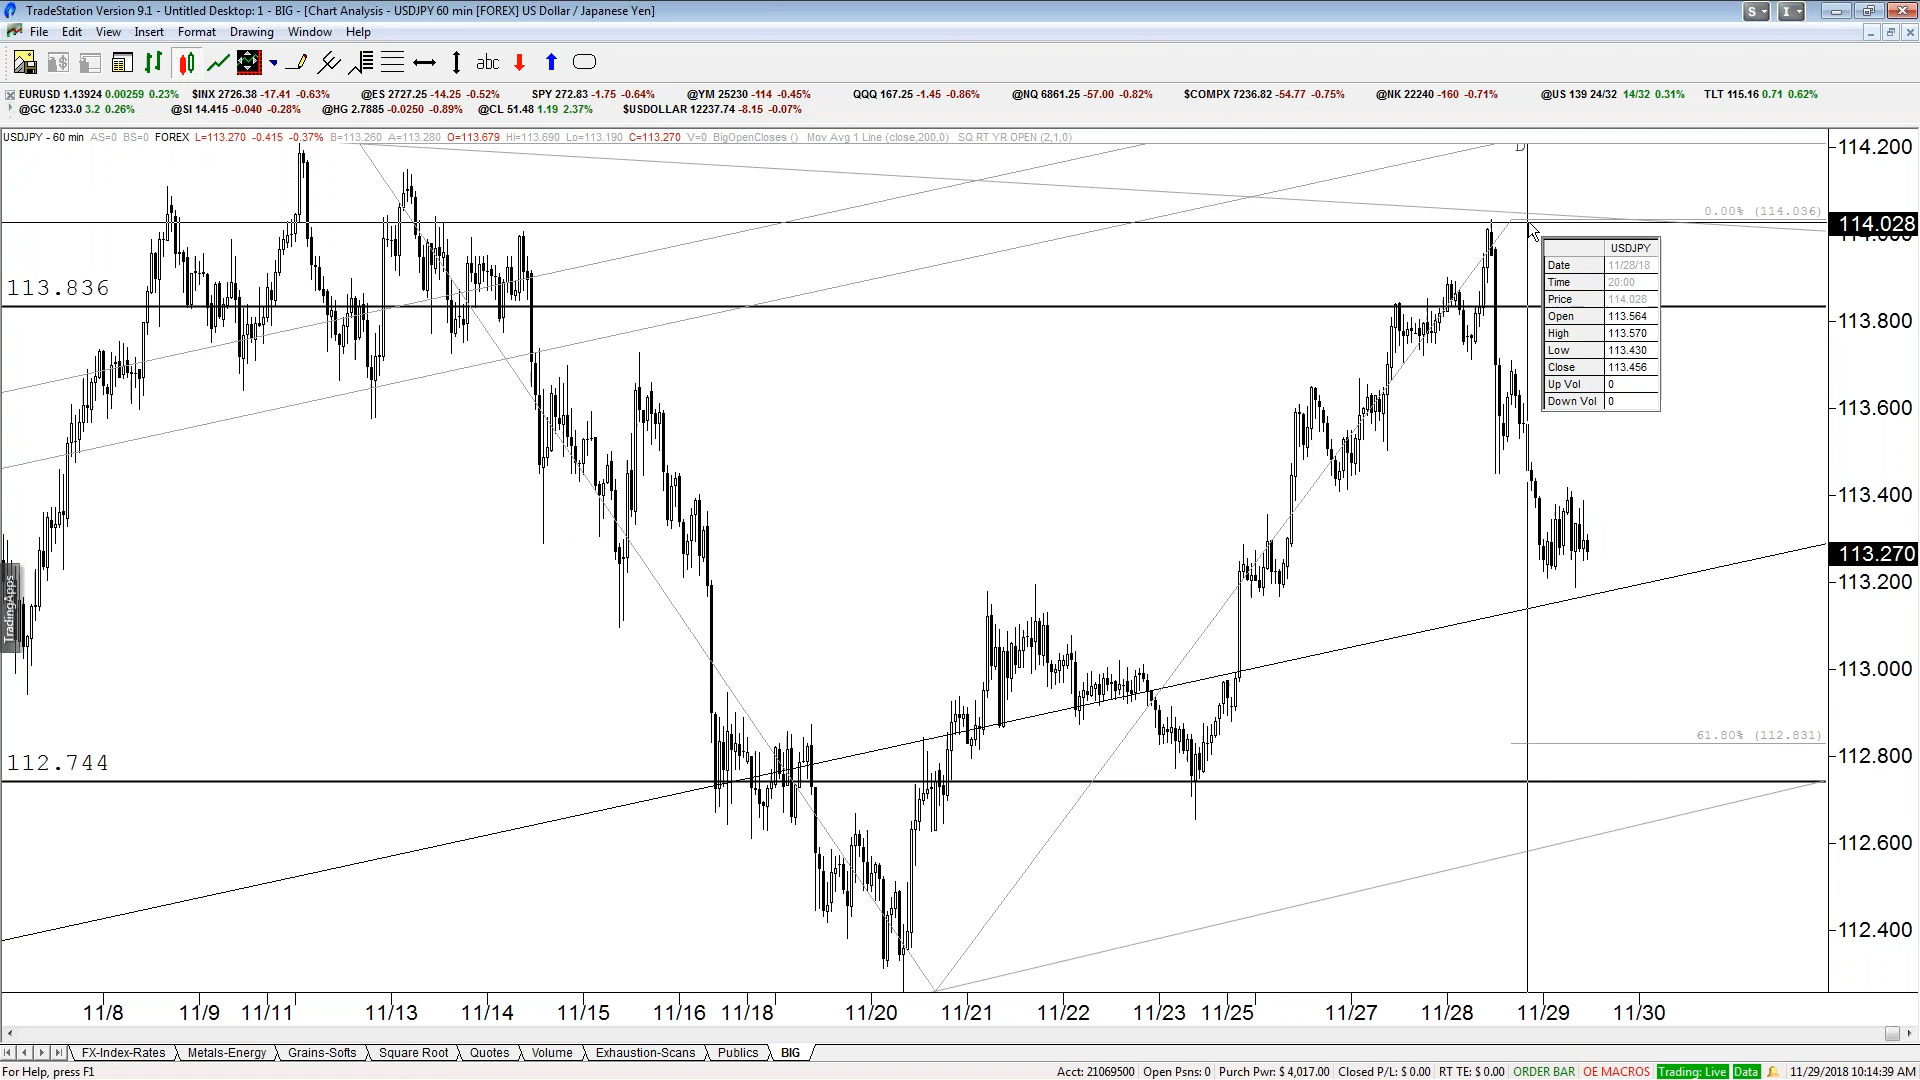 TradeStation Version 9.1 - Untitled Desktop: 1 - BIG - [Chart Analysis - USDJPY 60 min [FOREX] US Dollar / Japanese Yen]
S I
File Edit View Insert Format Drawing Window Help
abc
EURUSD 1.13924 0.00259 0.23% $INX 2726.38 -17.41 -0.63% @ES 2727.25 -14.25 -0.52% SPY 272.83 -1.75 -0.64% @YM 25230 -114 -0.45% QQQ 167.25 -1.45 -0.86% @NQ 6861.25 -57.00 -0.82% $COMPX 7236.82 -54.77 -0.75% @NK 22240 -160 -0.71% @US 139 24/32 14/32 0.31% TLT 115.16 0.71 0.62%
@GC 1233.0 3.2 0.26% @SI 14.415 -0.040 -0.28% @HG 2.7885 -0.0250 -0.89% @CL 51.48 1.19 2.37% $USDOLLAR 12237.74 -8.15 -0.07%
USDJPY - 60 min AS=0 BS=0 FOREX L=113.270 -0.415 -0.37% B=113.260 A=113.280 O=113.679 Hi=113.690 Lo=113.190 C=113.270 V=0 BigOpenCloses () Mov Avg 1 Line (close,200,0) SQ RT YR OPEN (2,1,0)
114.200
D
0.00% (114.036)
114.028
114.000
USDJPY
Date 11/28/18
Time 20:00
Price 114.028
Open 113.564
High 113.570
Low 113.430
Close 113.456
Up Vol 0
Down Vol 0
113.836
113.800
113.600
113.400
113.270
113.200
TradingApps
113.000
61.80% (112.831)
112.744
112.800
112.600
112.400
11/8 11/9 11/11 11/13 11/14 11/15 11/16 11/18 11/20 11/21 11/22 11/23 11/25 11/27 11/28 11/29 11/30
FX-Index-Rates Metals-Energy Grains-Softs Square Root Quotes Volume Exhaustion-Scans Publics BIG
For Help, press F1 Acct: 21069500 Open Psns: 0 Purch Pwr: $ 4,017.00 Closed P/L: $ 0.00 RT TE: $ 0.00 ORDER BAR OE MACROS Trading: Live Data 11/29/2018 10:14:39 AM